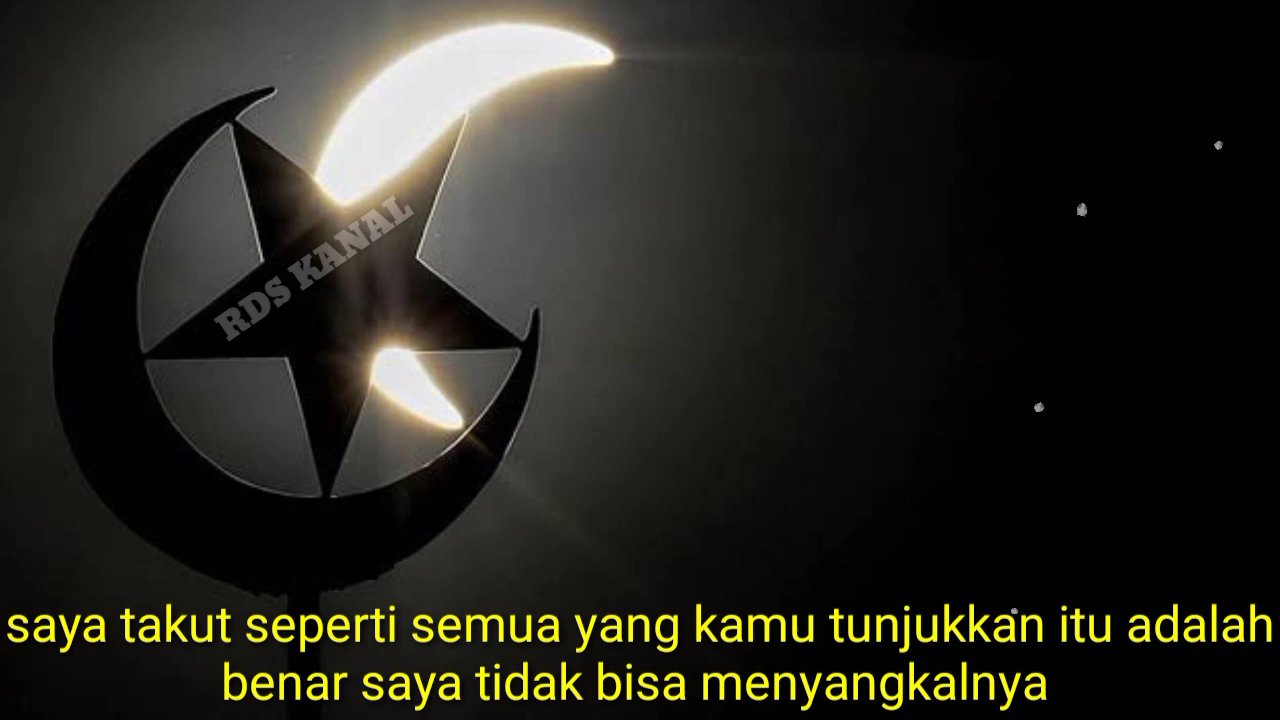 RDS KANAL
saya takut seperti semua yang kamu tunjukkan itu adalah
benar saya tidak bisa menyangkalnya